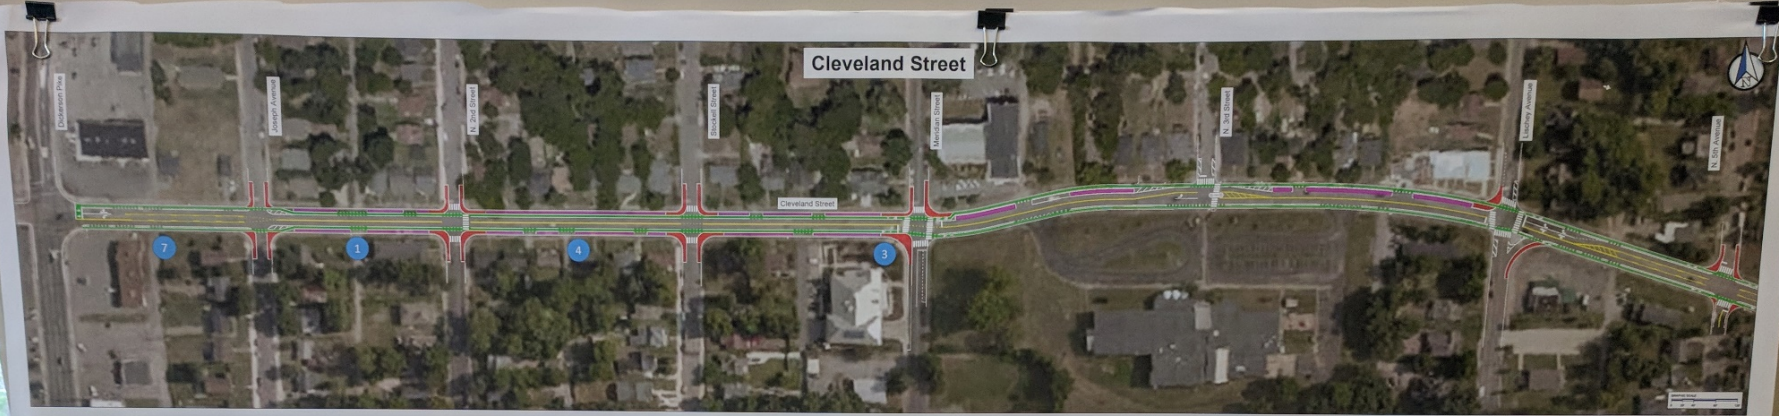 Cleveland Street
Dickerson Pike
Joseph Avenue
N. 2nd Street
Stockell Street
Meridian Street
N. 3rd Street
Lischey Avenue
N. 5th Avenue
Cleveland Street
7
1
4
3